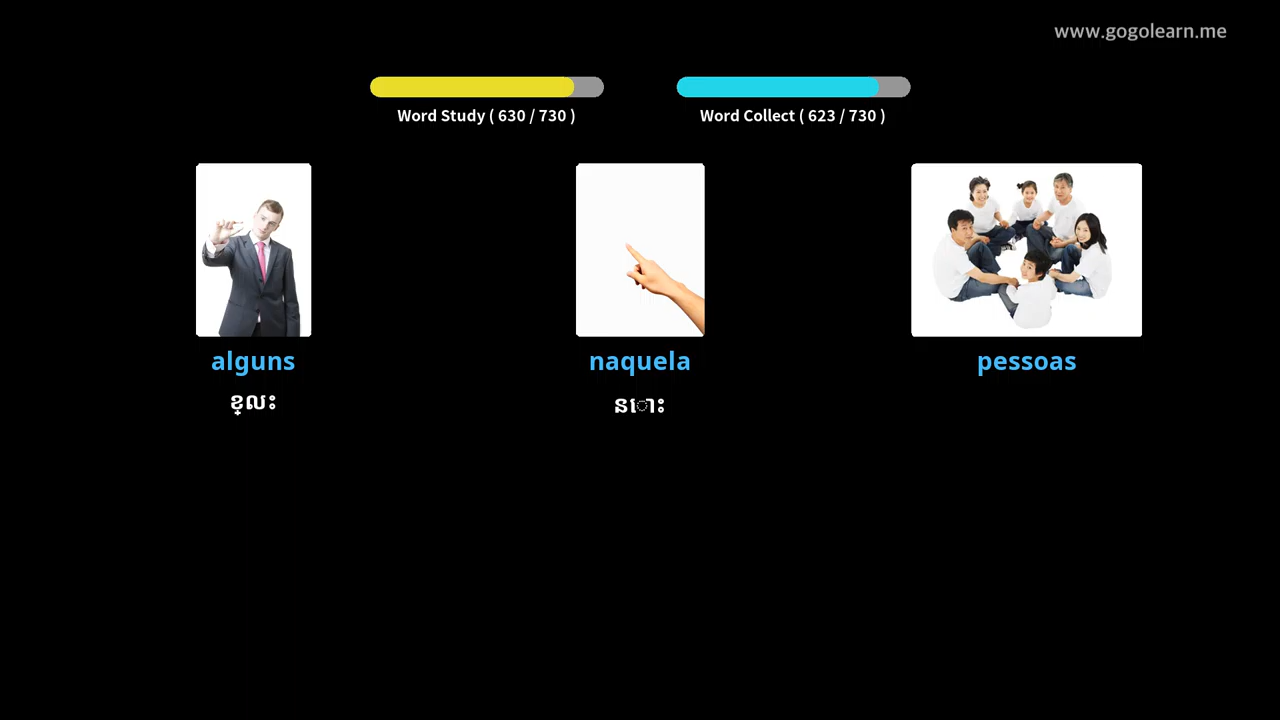 www.gogolearn.me
Word Study ( 630 / 730 )
Word Collect ( 623 / 730 )
alguns
naquela
pessoas
ខ្លះ
នោះ